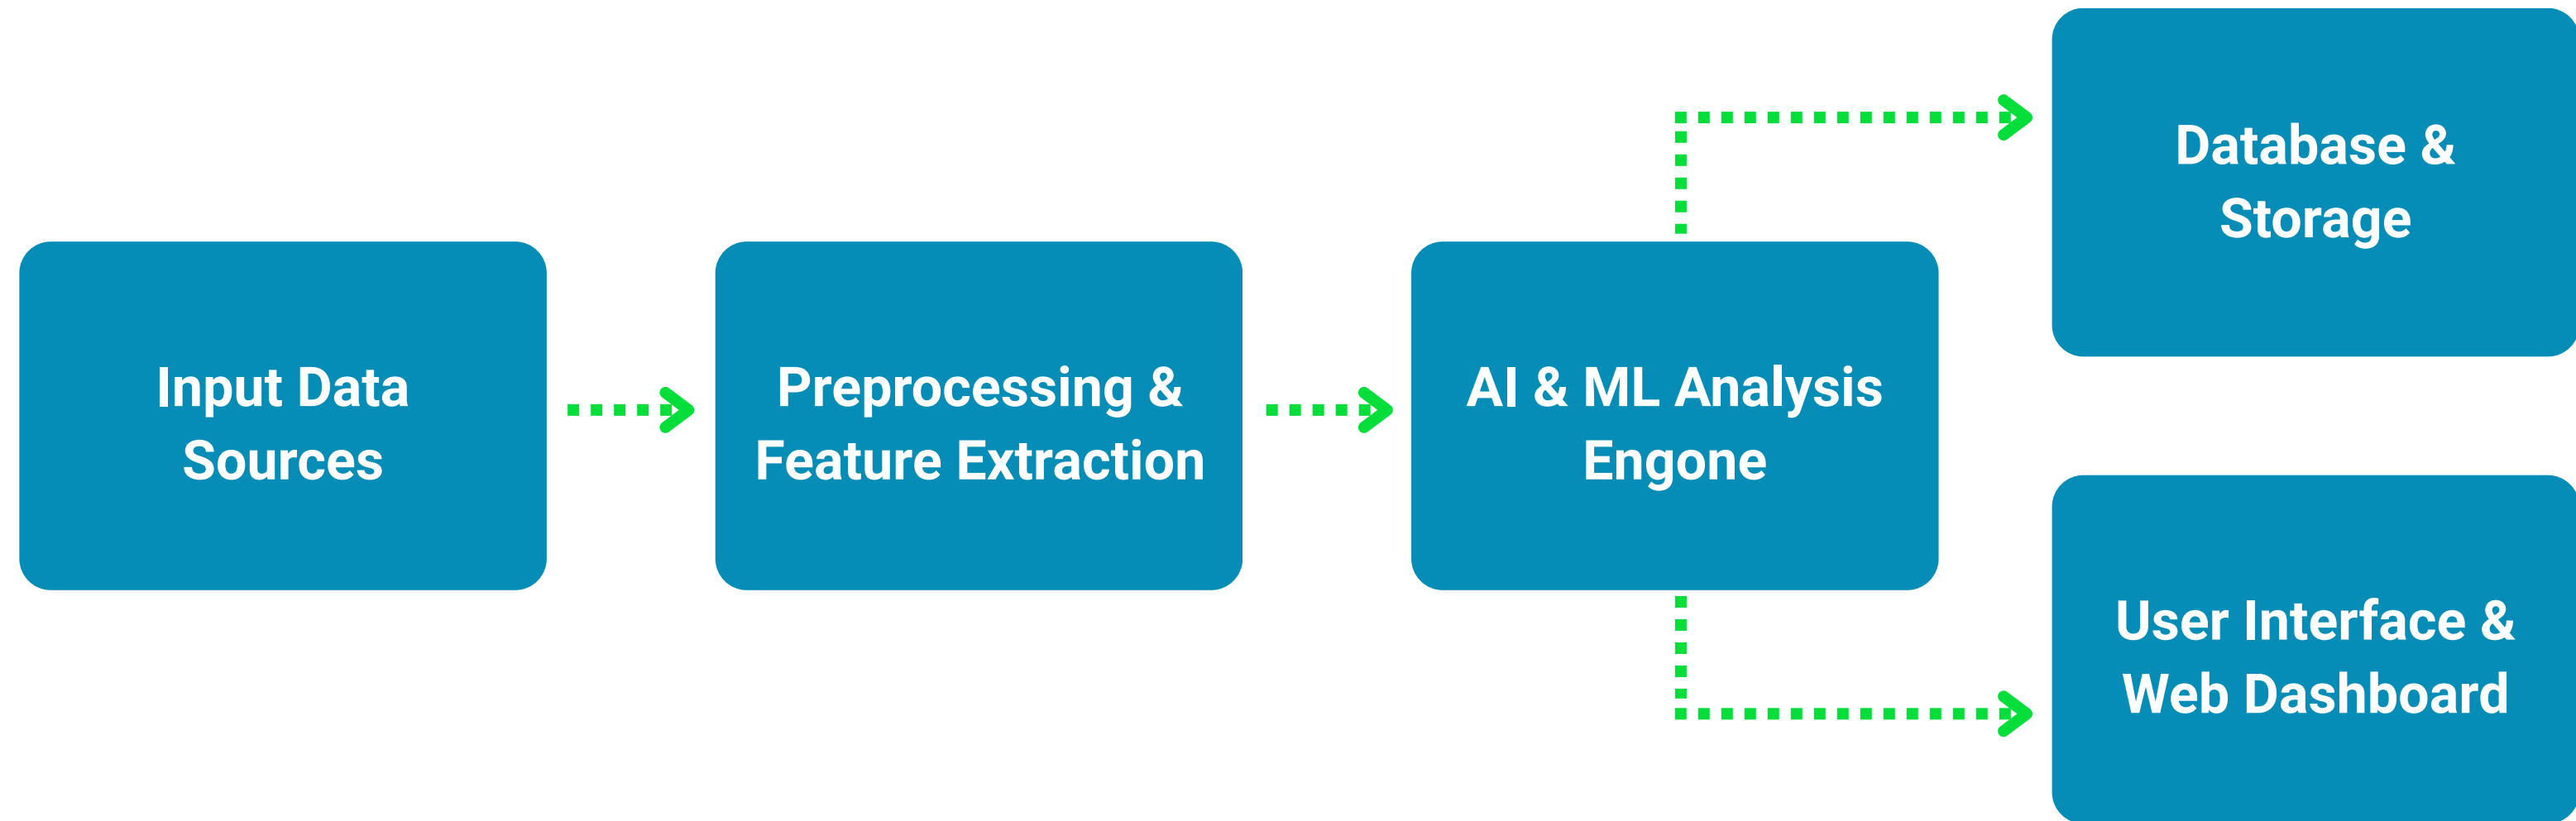 Input Data
Sources
Preprocessing &
Feature Extraction
AI & ML Analysis
Engone
Database &
Storage
User Interface &
Web Dashboard